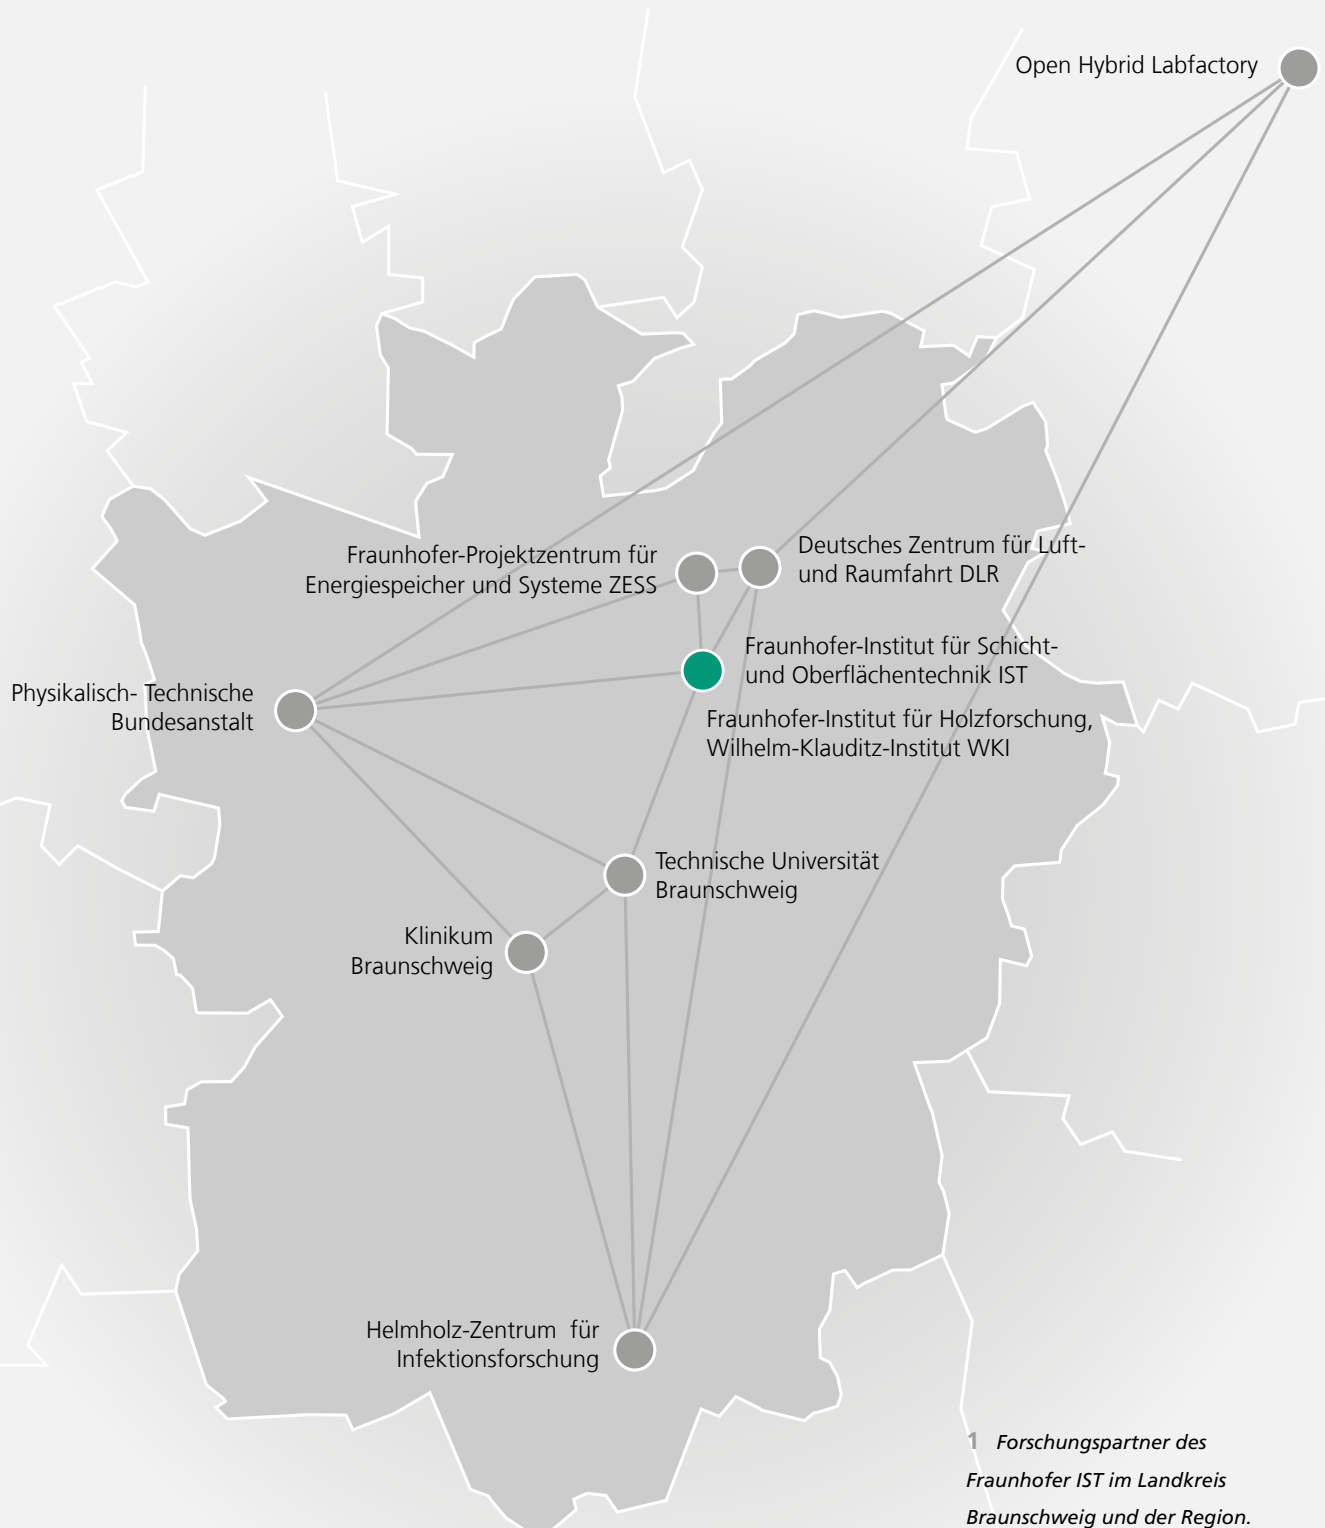 Open Hybrid Labfactory
Fraunhofer-Projektzentrum für
Energiespeicher und Systeme ZESS
Deutsches Zentrum für Luft-
und Raumfahrt DLR
Fraunhofer-Institut für Schicht-
und Oberflächentechnik IST
Physikalisch- Technische
Bundesanstalt
Fraunhofer-Institut für Holzforschung,
Wilhelm-Klauditz-Institut WKI
Technische Universität
Braunschweig
Klinikum
Braunschweig
Helmholz-Zentrum für
Infektionsforschung
1 Forschungspartner des
Fraunhofer IST im Landkreis
Braunschweig und der Region.